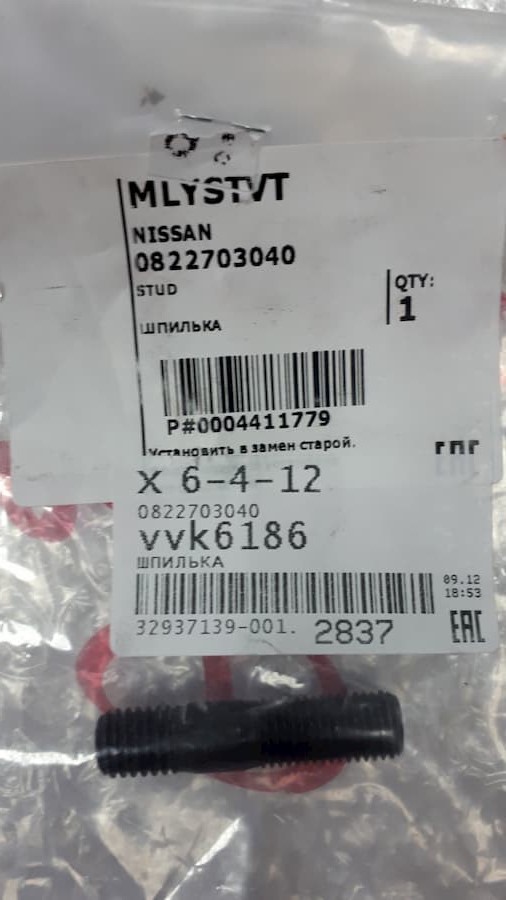 MLYSTVT
NISSAN
0822703040
STUD
QTY:
1
ШПИЛЬКА
P#0004411779
Установить в замен старой.
X 6-4-12
0822703040
vvk6186
ШПИЛЬКА
09.12
18:53
32937139-001. 2837
EAC